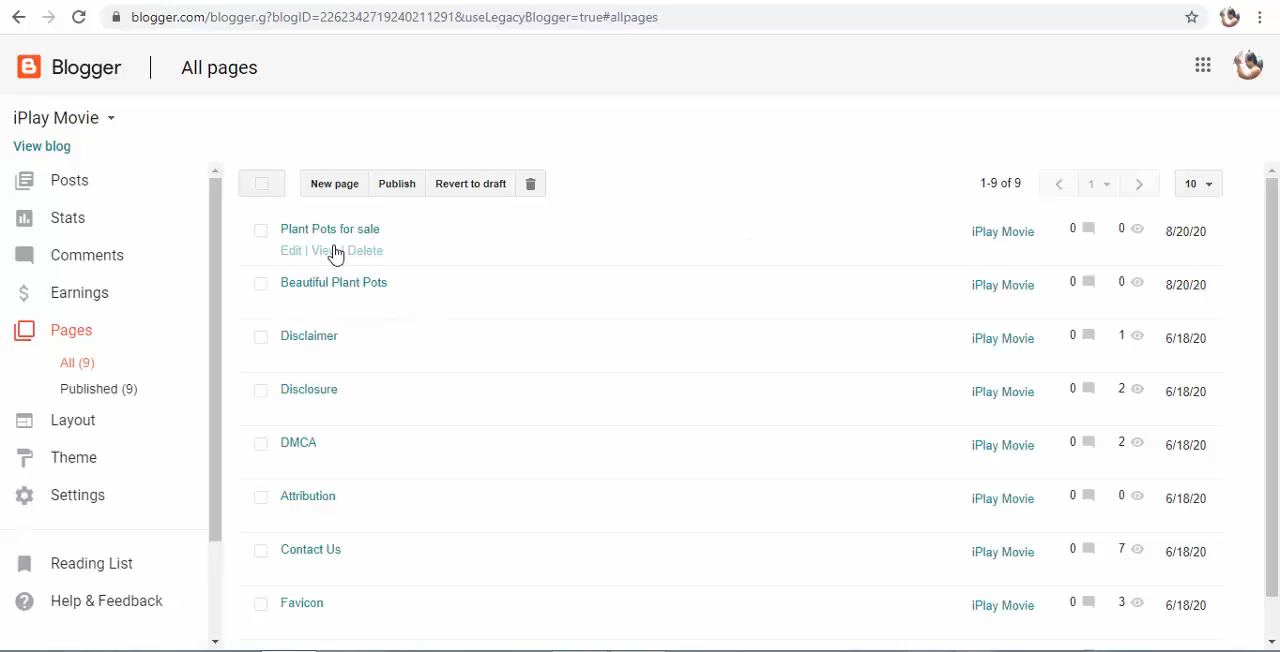 blogger.com/blogger.g?blogID=2262342719240211291&useLegacyBlogger=true#allpages
Blogger | All pages
iPlay Movie
View blog
Posts
Stats
Comments
Earnings
Pages
All (9)
Published (9)
Layout
Theme
Settings
Reading List
Help & Feedback
New page Publish Revert to draft 1-9 of 9 1 10
Plant Pots for sale iPlay Movie 0 0 8/20/20
Edit | View | Delete
Beautiful Plant Pots iPlay Movie 0 0 8/20/20
Disclaimer iPlay Movie 0 1 6/18/20
Disclosure iPlay Movie 0 2 6/18/20
DMCA iPlay Movie 0 2 6/18/20
Attribution iPlay Movie 0 0 6/18/20
Contact Us iPlay Movie 0 7 6/18/20
Favicon iPlay Movie 0 3 6/18/20